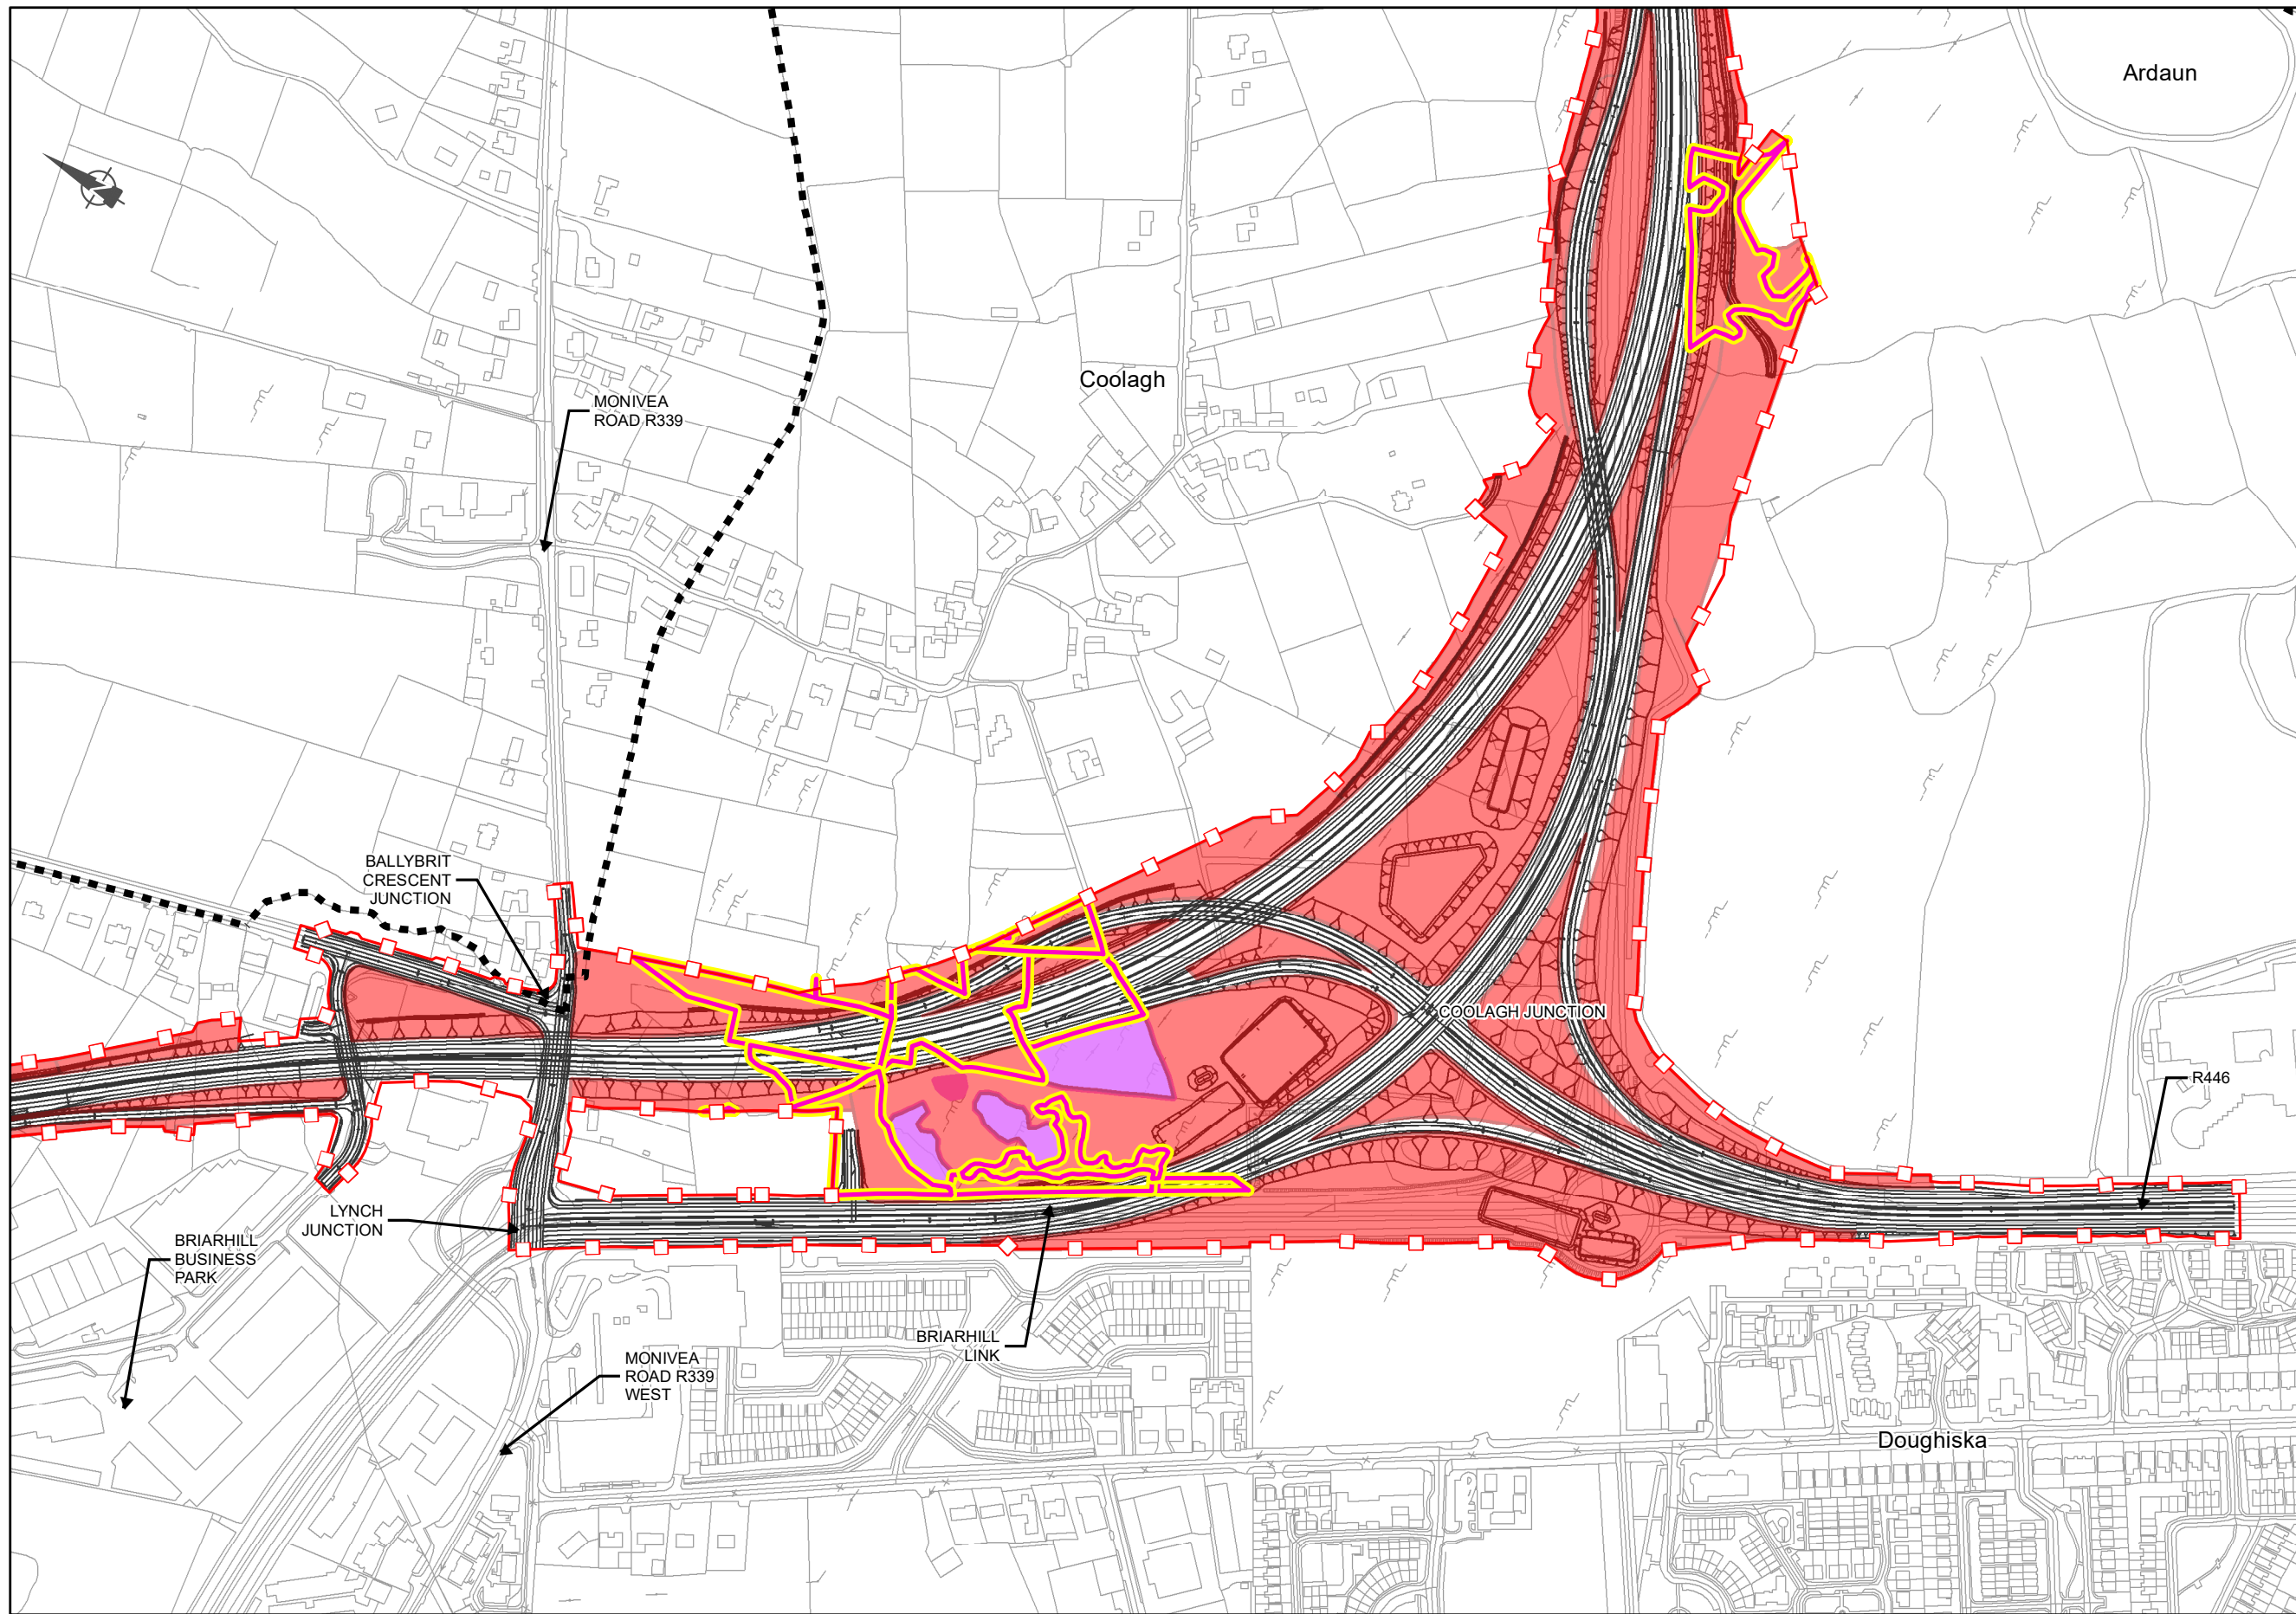 Ardaun
Coolagh
MONIVEA
ROAD R339
BALLYBRIT
CRESCENT
JUNCTION
COOLAGH JUNCTION
R446
LYNCH
JUNCTION
BRIARHILL
BUSINESS
PARK
BRIARHILL
LINK
MONIVEA
ROAD R339
WEST
Doughiska